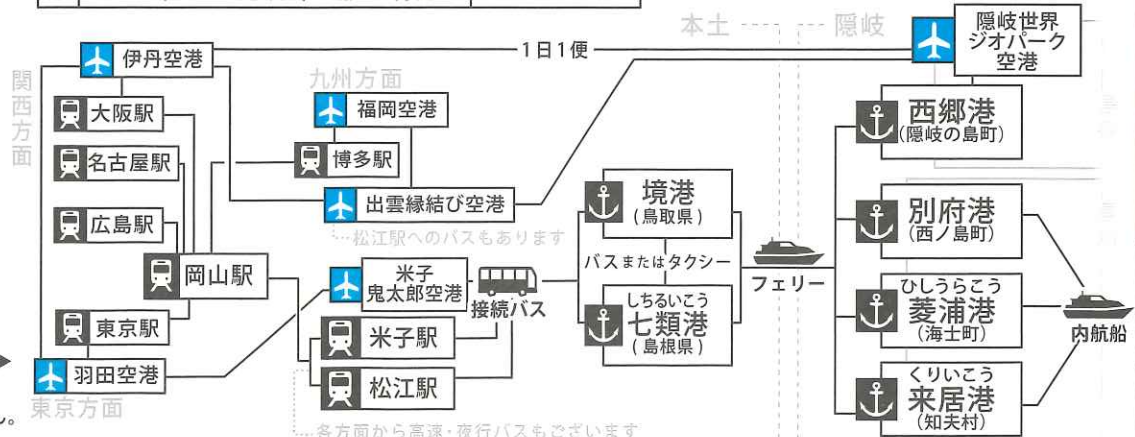 本土
隠岐
隠岐世界
ジオパーク
空港
伊丹空港
1日1便
関西方面
九州方面
大阪駅
福岡空港
西郷港
(隠岐の島町)
名古屋駅
博多駅
境港
(鳥取県)
出雲縁結び空港
別府港
(西ノ島町)
広島駅
松江駅へのバスもあります
バスまたはタクシー
岡山駅
米子
鬼太郎空港
接続バス
フェリー
しちるいこう
七類港
(島根県)
ひしうらこう
菱浦港
(海士町)
内航船
東京駅
米子駅
羽田空港
松江駅
くりいこう
来居港
(知夫村)
東京方面
ん。
各方面から高速・夜行バスもございます